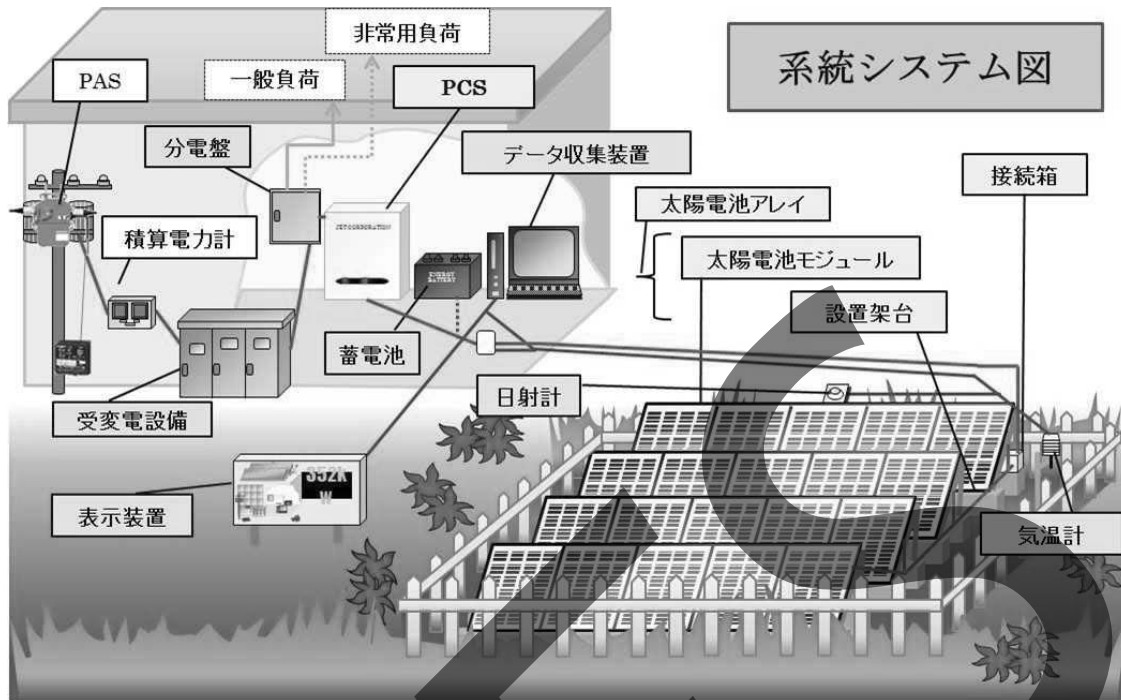 非常用負荷
系統システム図
PAS
一般負荷
PCS
分電盤
データ収集装置
接続箱
太陽電池アレイ
積算電力計
太陽電池モジュール
ENERGY
BATTERY
設置架台
蓄電池
日射計
受変電設備
352k
W
表示装置
気温計